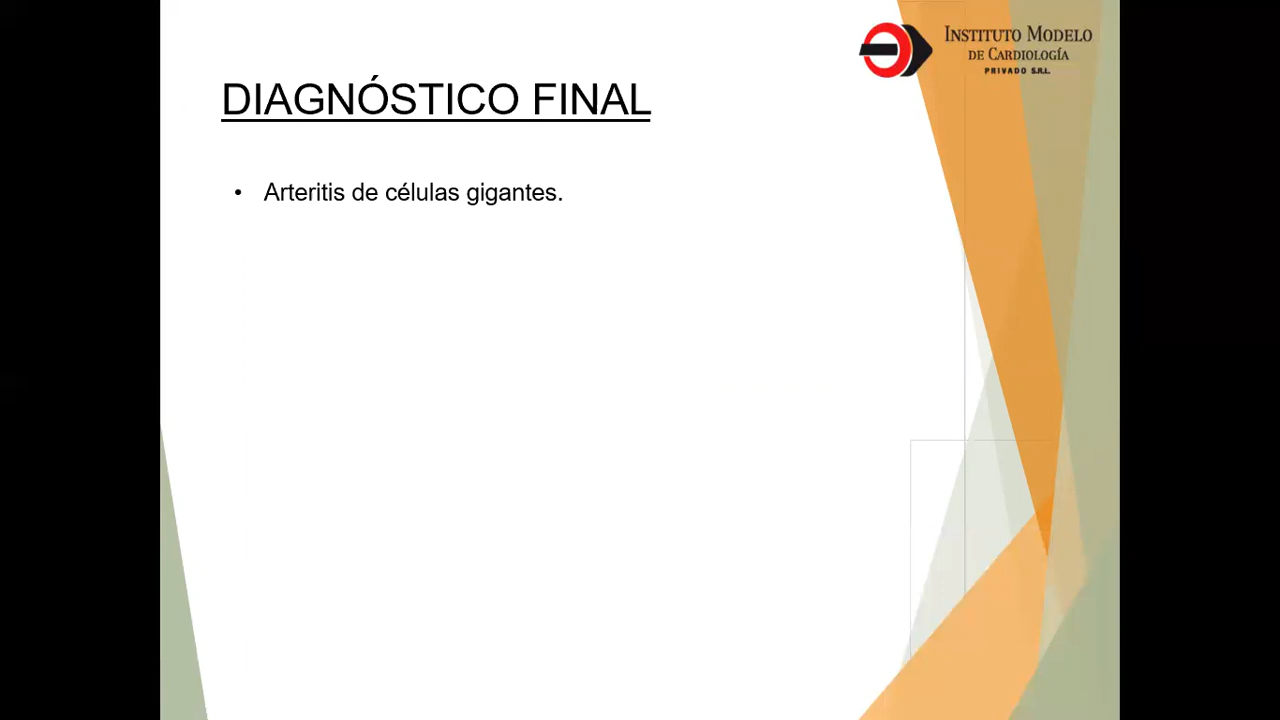 INSTITUTO MODELO
DE CARDIOLOGÍA
PRIVADO S.R.L.
DIAGNÓSTICO FINAL
• Arteritis de células gigantes.